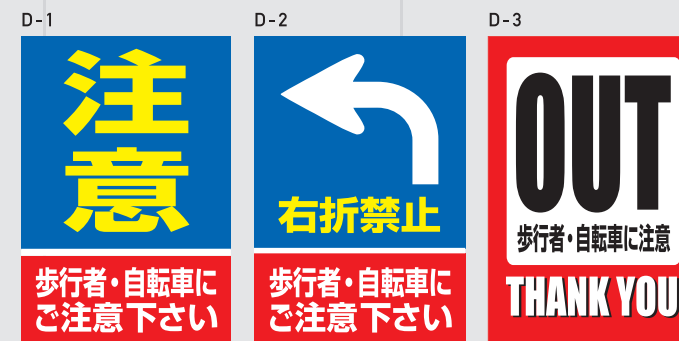 D-1
注
意
歩行者・自転車に
ご注意下さい
D-2
右折禁止
歩行者・自転車に
ご注意下さい
D-3
OUT
歩行者・自転車に注意
THANK YOU